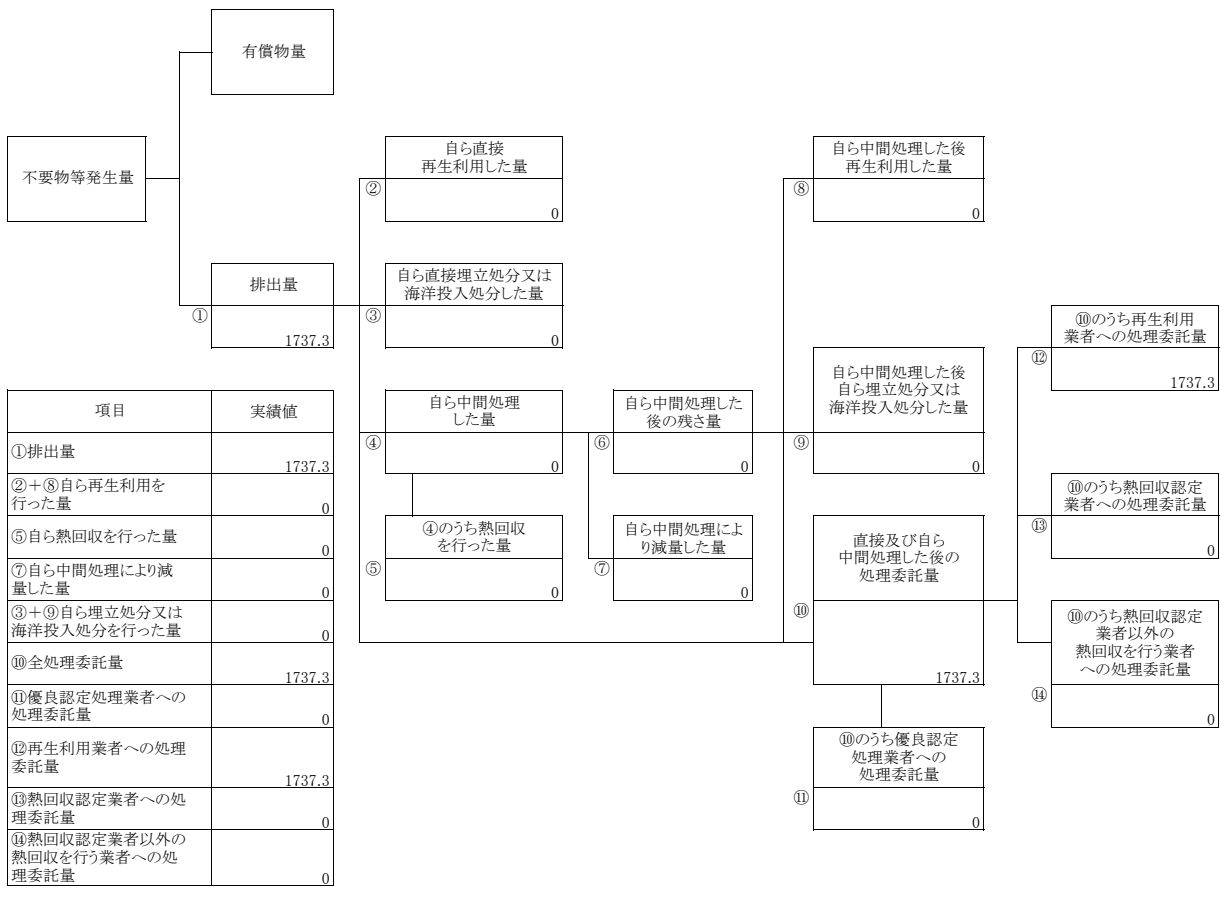 有償物量
不要物等発生量
自ら直接
再生利用した量
②
0
自ら中間処理した後
再生利用した量
⑧
0
排出量
①
1737.3
自ら直接埋立処分又は
海洋投入処分した量
③
0
⑩のうち再生利用
業者への処理委託量
⑫
1737.3
自ら中間処理
した量
④
0
自ら中間処理した
後の残さ量
⑥
0
自ら中間処理した後
自ら埋立処分又は
海洋投入処分した量
⑨
0
⑩のうち熱回収認定
業者への処理委託量
⑬
0
④のうち熱回収
を行った量
⑤
0
自ら中間処理によ
り減量した量
⑦
0
直接及び自ら
中間処理した後の
処理委託量
⑩
1737.3
⑩のうち熱回収認定
業者以外の
熱回収を行う業者
への処理委託量
⑭
0
⑩のうち優良認定
処理業者への
処理委託量
⑪
0
項目 実績値
①排出量
1737.3
②＋⑧自ら再生利用を
行った量
0
⑤自ら熱回収を行った量
0
⑦自ら中間処理により減
量した量
0
③＋⑨自ら埋立処分又は
海洋投入処分を行った量
0
⑩全処理委託量
1737.3
⑪優良認定処理業者への
処理委託量
0
⑫再生利用業者への処理
委託量
1737.3
⑬熱回収認定業者への処
理委託量
0
⑭熱回収認定業者以外の
熱回収を行う業者への処
理委託量
0